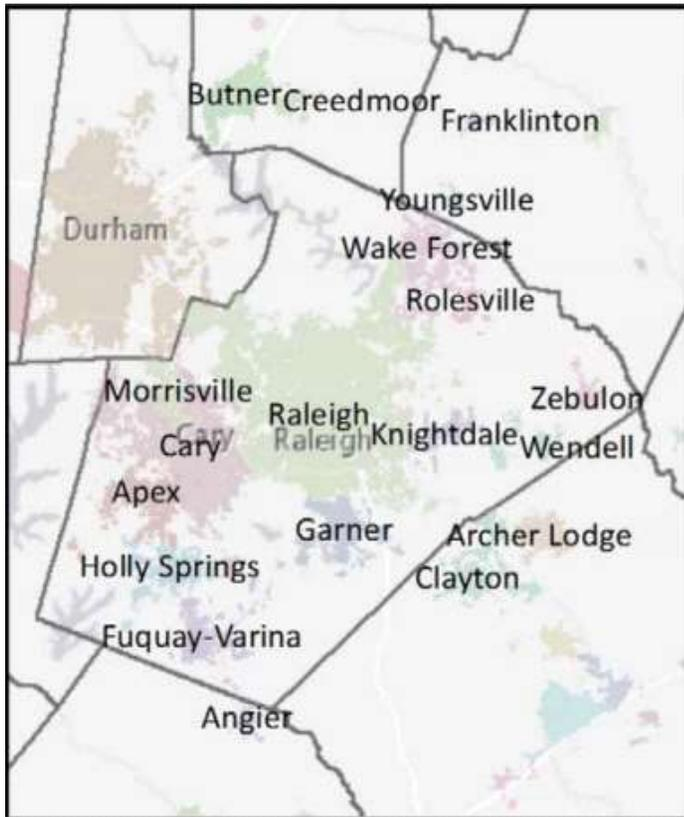 Butner
Creedmoor
Franklinton
Youngsville
Durham
Wake Forest
Rolesville
Morrisville
Zebulon
Raleigh
Knightdale
Cary
Cary
Raleigh
Wendell
Apex
Garner
Archer Lodge
Holly Springs
Clayton
Fuquay-Varina
Angier